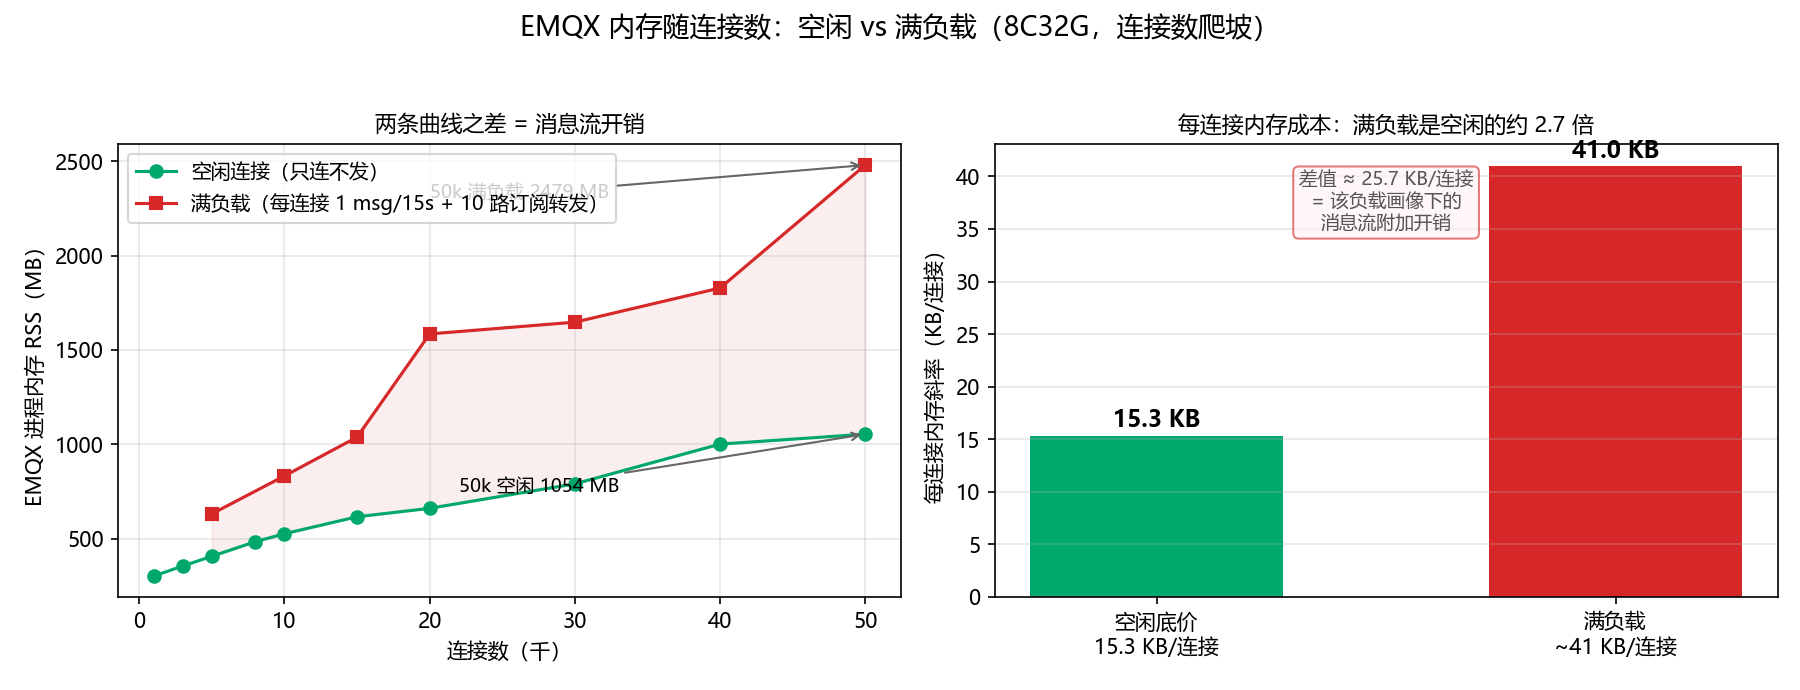 EMQX 内存随连接数：空闲 vs 满负载（8C32G，连接数爬坡）
两条曲线之差 = 消息流开销
EMQX 进程内存 RSS（MB）
2500
2000
1500
1000
500
空闲连接（只连不发）
50k 满负载 2479 MB
满负载（每连接 1 msg/15s + 10 路订阅转发）
50k 空闲 1054 MB
0
10
20
30
40
50
连接数（千）
每连接内存成本：满负载是空闲的约 2.7 倍
每连接内存斜率（KB/连接）
40
35
30
25
20
15
10
5
0
41.0 KB
差值 ≈ 25.7 KB/连接
= 该负载画像下的
消息流附加开销
15.3 KB
空闲底价
15.3 KB/连接
满负载
~41 KB/连接